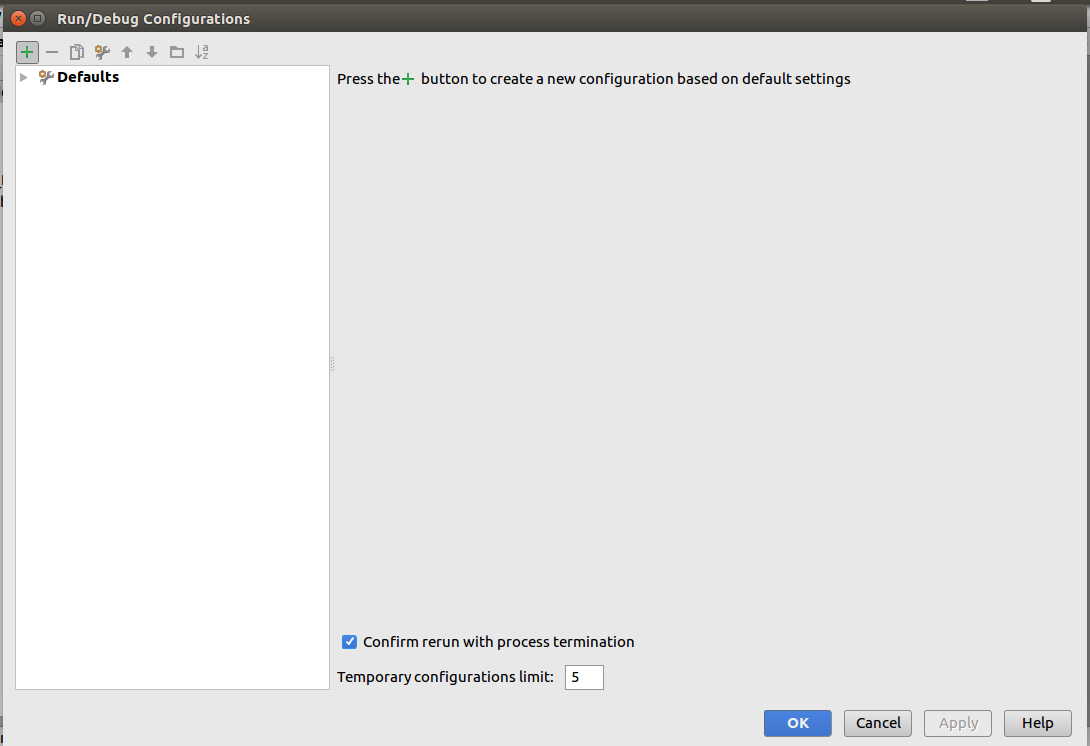 Run/Debug Configurations
Defaults
Press the + button to create a new configuration based on default settings
Confirm rerun with process termination
Temporary configurations limit: 5
OK Cancel Apply Help